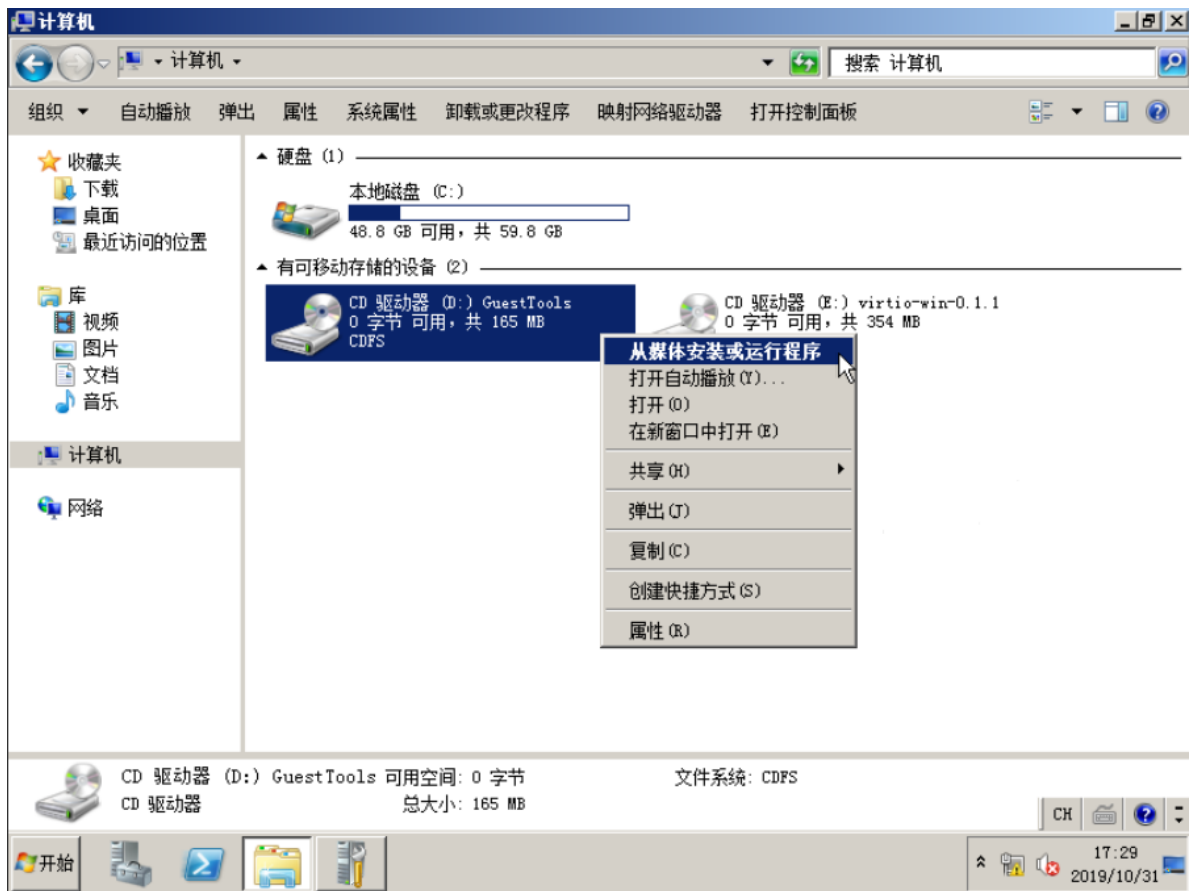 计算机
计算机
搜索 计算机
组织 自动播放 弹出 属性 系统属性 卸载或更改程序 映射网络驱动器 打开控制面板
收藏夹
下载
桌面
最近访问的位置
库
视频
图片
文档
音乐
计算机
网络
硬盘 (1)
本地磁盘 (C:)
48.8 GB 可用，共 59.8 GB
有可移动存储的设备 (2)
CD 驱动器 (D:) GuestTools
0 字节 可用，共 165 MB
CDFS
CD 驱动器 (E:) virtio-win-0.1.1
0 字节 可用，共 354 MB
从媒体安装或运行程序
打开自动播放(Y)...
打开(O)
在新窗口中打开(E)
共享(H)
弹出(J)
复制(C)
创建快捷方式(S)
属性(R)
CD 驱动器 (D:) GuestTools 可用空间: 0 字节 文件系统: CDFS
CD 驱动器 总大小: 165 MB
CH
开始
17:29
2019/10/31